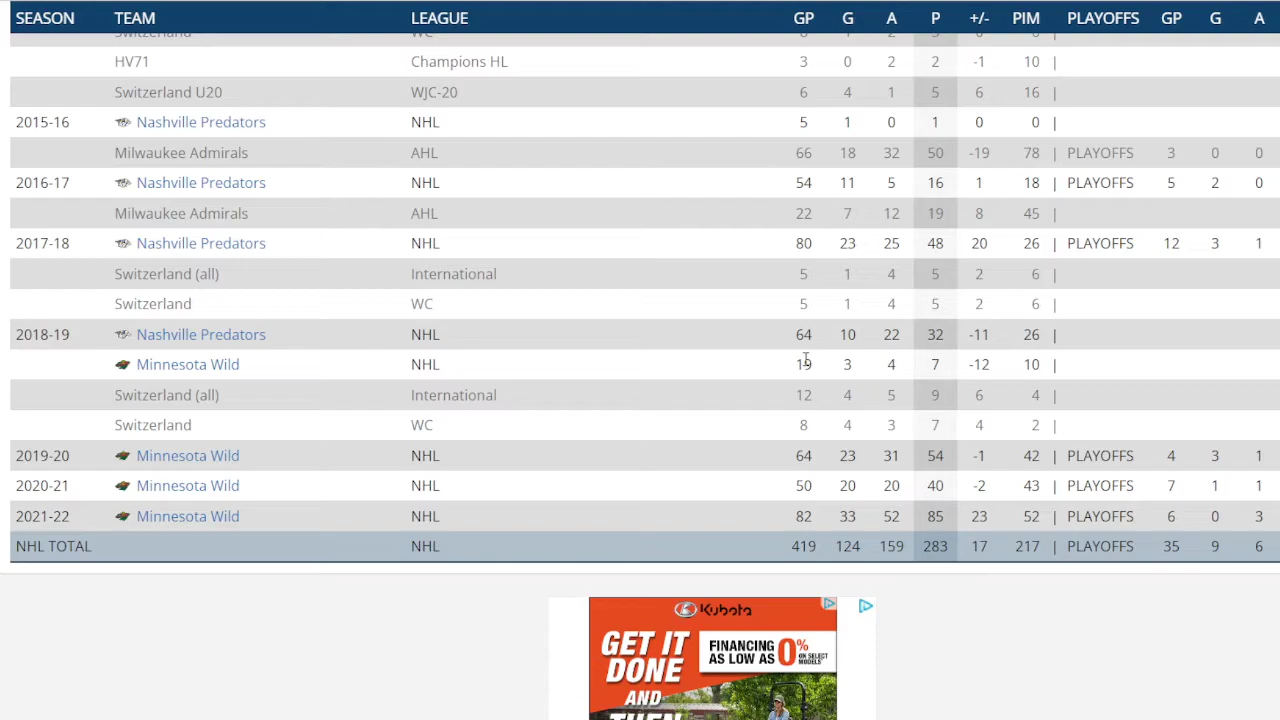 SEASON TEAM LEAGUE GP G A P +/- PIM PLAYOFFS GP G A
Switzerland WC
HV71 Champions HL 3 0 2 2 -1 10 |
Switzerland U20 WJC-20 6 4 1 5 6 16 |
2015-16 Nashville Predators NHL 5 1 0 1 0 0 |
Milwaukee Admirals AHL 66 18 32 50 -19 78 | PLAYOFFS 3 0 0
2016-17 Nashville Predators NHL 54 11 5 16 1 18 | PLAYOFFS 5 2 0
Milwaukee Admirals AHL 22 7 12 19 8 45 |
2017-18 Nashville Predators NHL 80 23 25 48 20 26 | PLAYOFFS 12 3 1
Switzerland (all) International 5 1 4 5 2 6 |
Switzerland WC 5 1 4 5 2 6 |
2018-19 Nashville Predators NHL 64 10 22 32 -11 26 |
Minnesota Wild NHL 19 3 4 7 -12 10 |
Switzerland (all) International 12 4 5 9 6 4 |
Switzerland WC 8 4 3 7 4 2 |
2019-20 Minnesota Wild NHL 64 23 31 54 -1 42 | PLAYOFFS 4 3 1
2020-21 Minnesota Wild NHL 50 20 20 40 -2 43 | PLAYOFFS 7 1 1
2021-22 Minnesota Wild NHL 82 33 52 85 23 52 | PLAYOFFS 6 0 3
NHL TOTAL NHL 419 124 159 283 17 217 | PLAYOFFS 35 9 6
Kubota
GET IT
DONE
AND
THEN
FINANCING
AS LOW AS 0%
ON SELECT
MODELS*